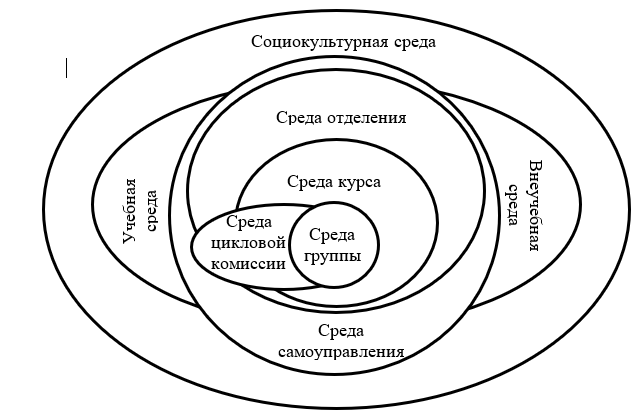 Социокультурная среда
Среда отделения
Среда курса
Учебная
среда
Внеучебная
среда
Среда
цикловой
комиссии
Среда
группы
Среда
самоуправления